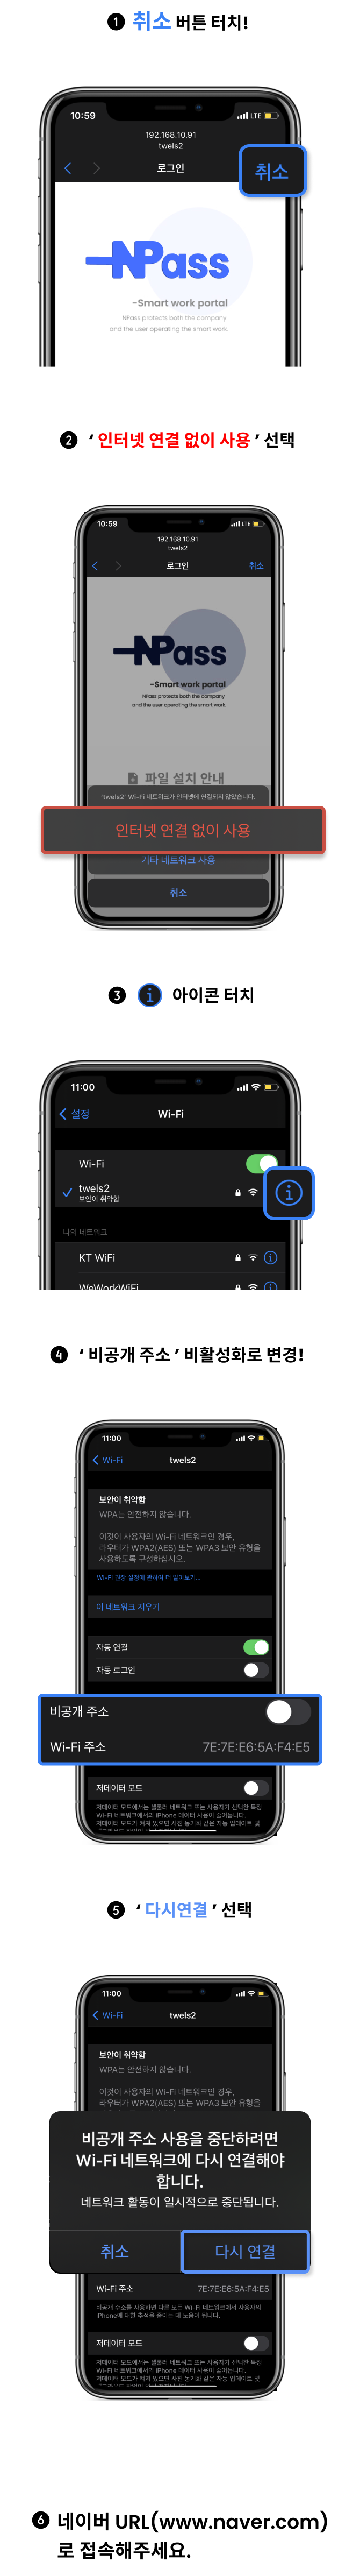 ❶ 취소 버튼 터치!
10:59
LTE
192.168.10.91
twels2
로그인
취소
NPass
-Smart work portal
NPass protects both the company
and the user operating the smart work.
❷ ‘ 인터넷 연결 없이 사용 ’ 선택
10:59
LTE
192.168.10.91
twels2
로그인
취소
NPass
-Smart work portal
NPass protects both the company
and the user operating the smart work.
파일 설치 안내
'twels2' Wi-Fi 네트워크가 인터넷에 연결되지 않았습니다.
인터넷 연결 없이 사용
기타 네트워크 사용
취소
❸ i 아이콘 터치
11:00
설정
Wi-Fi
Wi-Fi
twels2
보안이 취약함
나의 네트워크
KT WiFi
WeWorkWiFi
❹ ‘ 비공개 주소 ’ 비활성화로 변경!
11:00
Wi-Fi
twels2
보안이 취약함
WPA는 안전하지 않습니다.
이것이 사용자의 Wi-Fi 네트워크인 경우,
라우터가 WPA2(AES) 또는 WPA3 보안 유형을
사용하도록 구성하십시오.
Wi-Fi 권장 설정에 관하여 더 알아보기...
이 네트워크 지우기
자동 연결
자동 로그인
비공개 주소
Wi-Fi 주소 7E:7E:E6:5A:F4:E5
저데이터 모드
저데이터 모드에서는 셀룰러 네트워크 또는 사용자가 선택한 특정
Wi-Fi 네트워크에서의 iPhone 데이터 사용이 줄어듭니다.
저데이터 모드가 켜져 있으면 사진 동기화 같은 자동 업데이트 및
❺ ‘ 다시연결 ’ 선택
11:00
Wi-Fi
twels2
보안이 취약함
WPA는 안전하지 않습니다.
이것이 사용자의 Wi-Fi 네트워크인 경우,
라우터가 WPA2(AES) 또는 WPA3 보안 유형을
비공개 주소 사용을 중단하려면
Wi-Fi 네트워크에 다시 연결해야
합니다.
네트워크 활동이 일시적으로 중단됩니다.
취소
다시 연결
Wi-Fi 주소 7E:7E:E6:5A:F4:E5
비공개 주소를 사용하면 다른 모든 Wi-Fi 네트워크에서 사용자의
iPhone에 대한 추적을 줄이는 데 도움이 됩니다.
저데이터 모드
저데이터 모드에서는 셀룰러 네트워크 또는 사용자가 선택한 특정
Wi-Fi 네트워크에서의 iPhone 데이터 사용이 줄어듭니다.
저데이터 모드가 켜져 있으면 사진 동기화 같은 자동 업데이트 및
❻ 네이버 URL(www.naver.com)
로 접속해주세요.